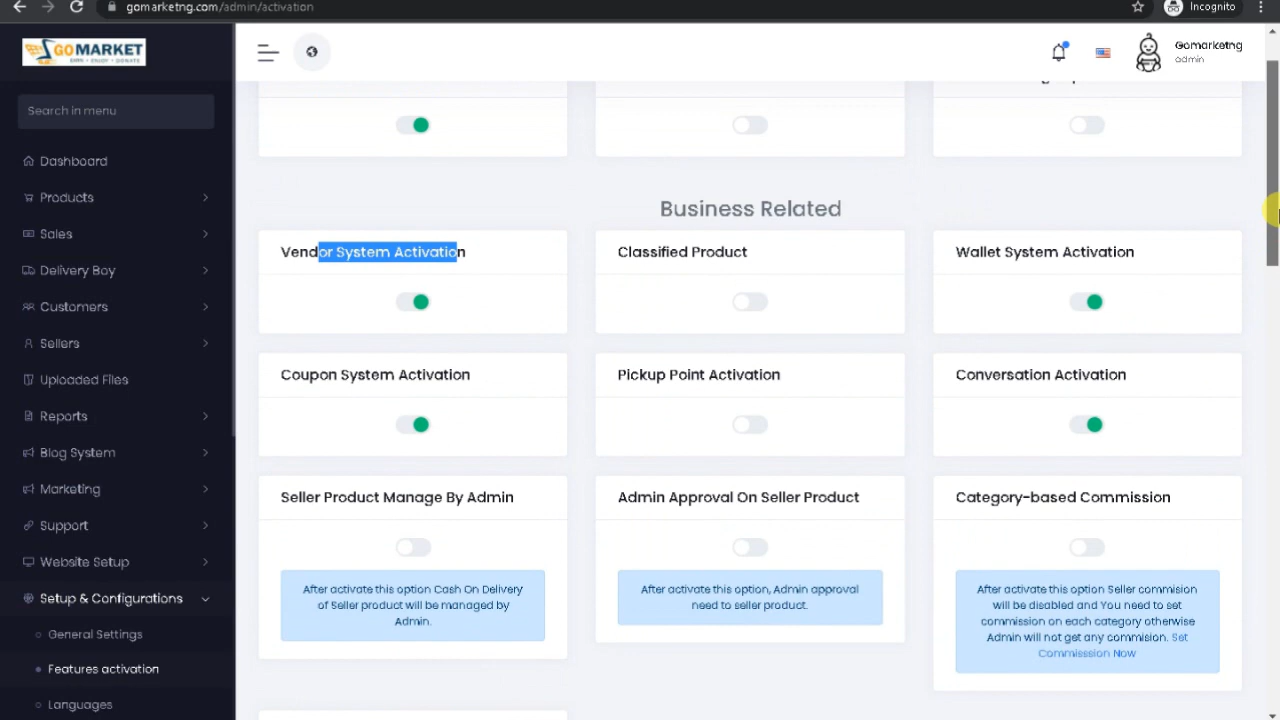 gomarketng.com/admin/activation
Incognito
GOMARKET
Gomarketng
admin
Search in menu
Dashboard
Products
Sales
Delivery Boy
Customers
Sellers
Uploaded Files
Reports
Blog System
Marketing
Support
Website Setup
Setup & Configurations
General Settings
Features activation
Languages
Business Related
Vendor System Activation
Classified Product
Wallet System Activation
Coupon System Activation
Pickup Point Activation
Conversation Activation
Seller Product Manage By Admin
After activate this option Cash On Delivery
of Seller product will be managed by
Admin.
Admin Approval On Seller Product
After activate this option, Admin approval
need to seller product.
Category-based Commission
After activate this option Seller commision
will be disabled and You need to set
commission on each category otherwise
Admin will not get any commision. Set
Commisssion Now